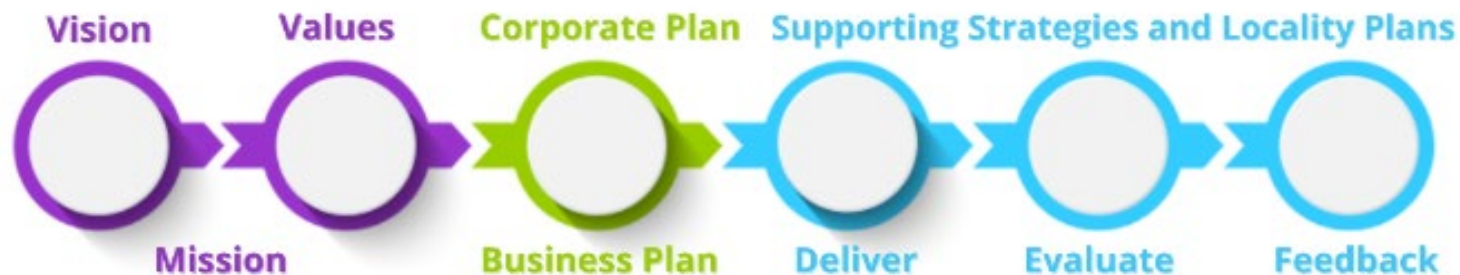 Vision Values Corporate Plan Supporting Strategies and Locality Plans
Mission Business Plan Deliver Evaluate Feedback